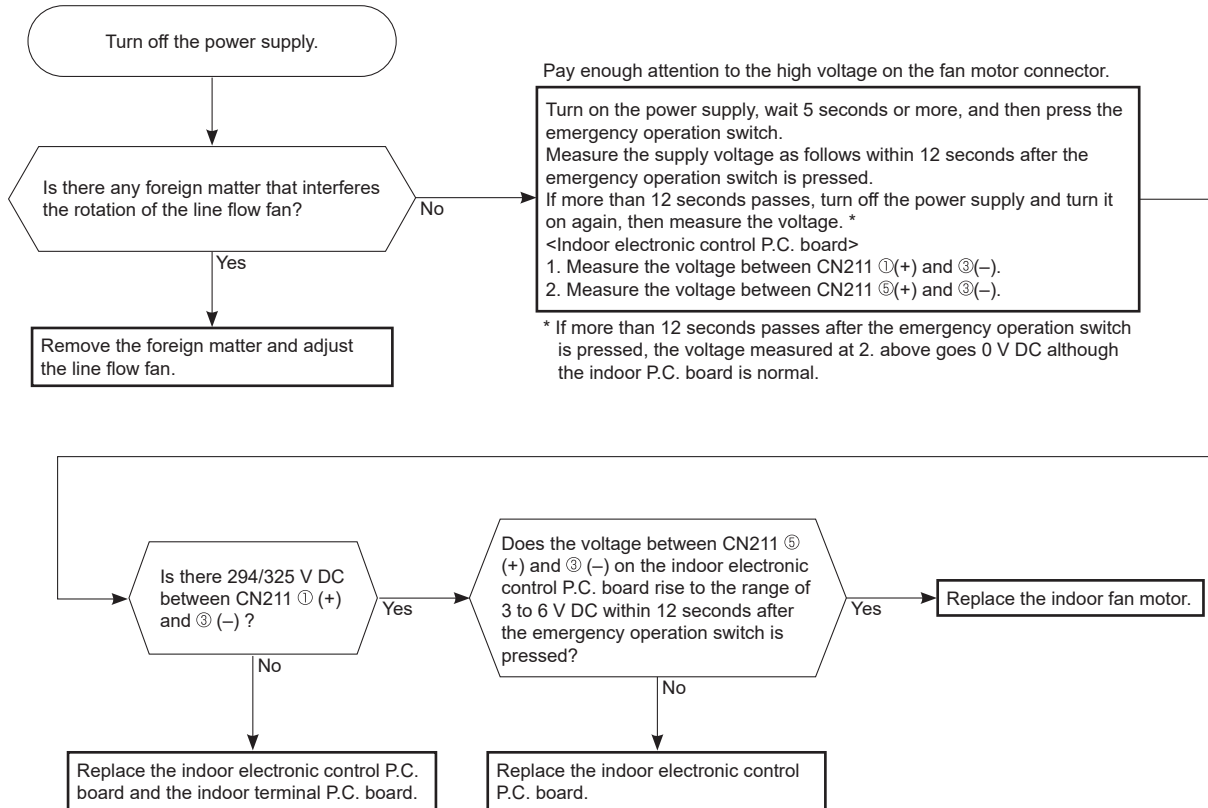 Turn off the power supply.
Is there any foreign matter that interferes
the rotation of the line flow fan?
No
Yes
Remove the foreign matter and adjust
the line flow fan.
Pay enough attention to the high voltage on the fan motor connector.
Turn on the power supply, wait 5 seconds or more, and then press the
emergency operation switch.
Measure the supply voltage as follows within 12 seconds after the
emergency operation switch is pressed.
If more than 12 seconds passes, turn off the power supply and turn it
on again, then measure the voltage. *
<Indoor electronic control P.C. board>
1. Measure the voltage between CN211 ①(+) and ③(–).
2. Measure the voltage between CN211 ⑤(+) and ③(–).
* If more than 12 seconds passes after the emergency operation switch
is pressed, the voltage measured at 2. above goes 0 V DC although
the indoor P.C. board is normal.
Is there 294/325 V DC
between CN211 ① (+)
and ③ (–) ?
Yes
No
Replace the indoor electronic control P.C.
board and the indoor terminal P.C. board.
Does the voltage between CN211 ⑤
(+) and ③ (–) on the indoor electronic
control P.C. board rise to the range of
3 to 6 V DC within 12 seconds after
the emergency operation switch is
pressed?
Yes
No
Replace the indoor electronic control
P.C. board.
Replace the indoor fan motor.